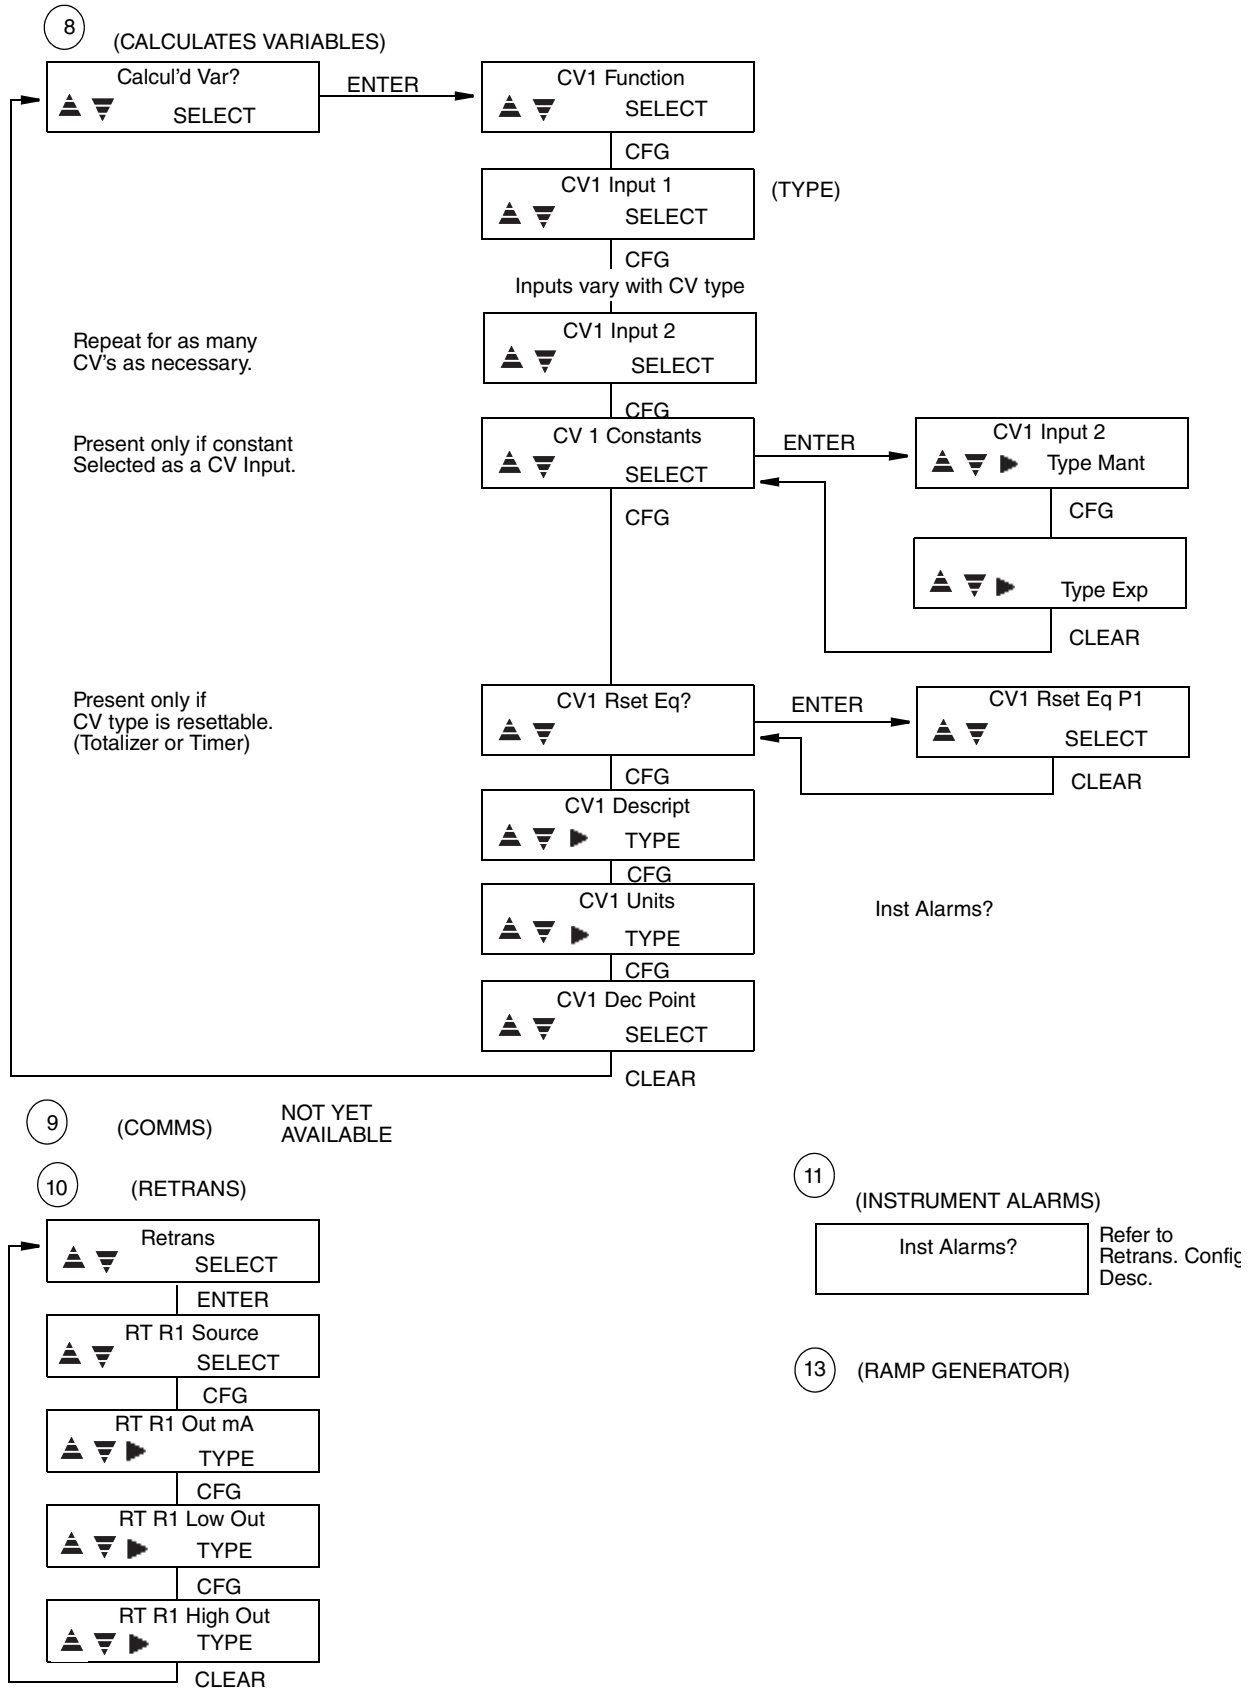 8
(CALCULATES VARIABLES)
Calcul'd Var?
SELECT
ENTER
CV1 Function
SELECT
CFG
CV1 Input 1
SELECT
(TYPE)
CFG
Inputs vary with CV type
Repeat for as many
CV's as necessary.
CV1 Input 2
SELECT
CFG
Present only if constant
Selected as a CV Input.
CV 1 Constants
SELECT
ENTER
CV1 Input 2
Type Mant
CFG
CFG
Type Exp
CLEAR
Present only if
CV type is resettable.
(Totalizer or Timer)
CV1 Rset Eq?
ENTER
CV1 Rset Eq P1
SELECT
CLEAR
CFG
CV1 Descript
TYPE
CFG
CV1 Units
TYPE
Inst Alarms?
CFG
CV1 Dec Point
SELECT
CLEAR
9
(COMMS)
NOT YET
AVAILABLE
10
(RETRANS)
Retrans
SELECT
ENTER
RT R1 Source
SELECT
CFG
RT R1 Out mA
TYPE
CFG
RT R1 Low Out
TYPE
CFG
RT R1 High Out
TYPE
CLEAR
11
(INSTRUMENT ALARMS)
Inst Alarms?
Refer to
Retrans. Config
Desc.
13
(RAMP GENERATOR)